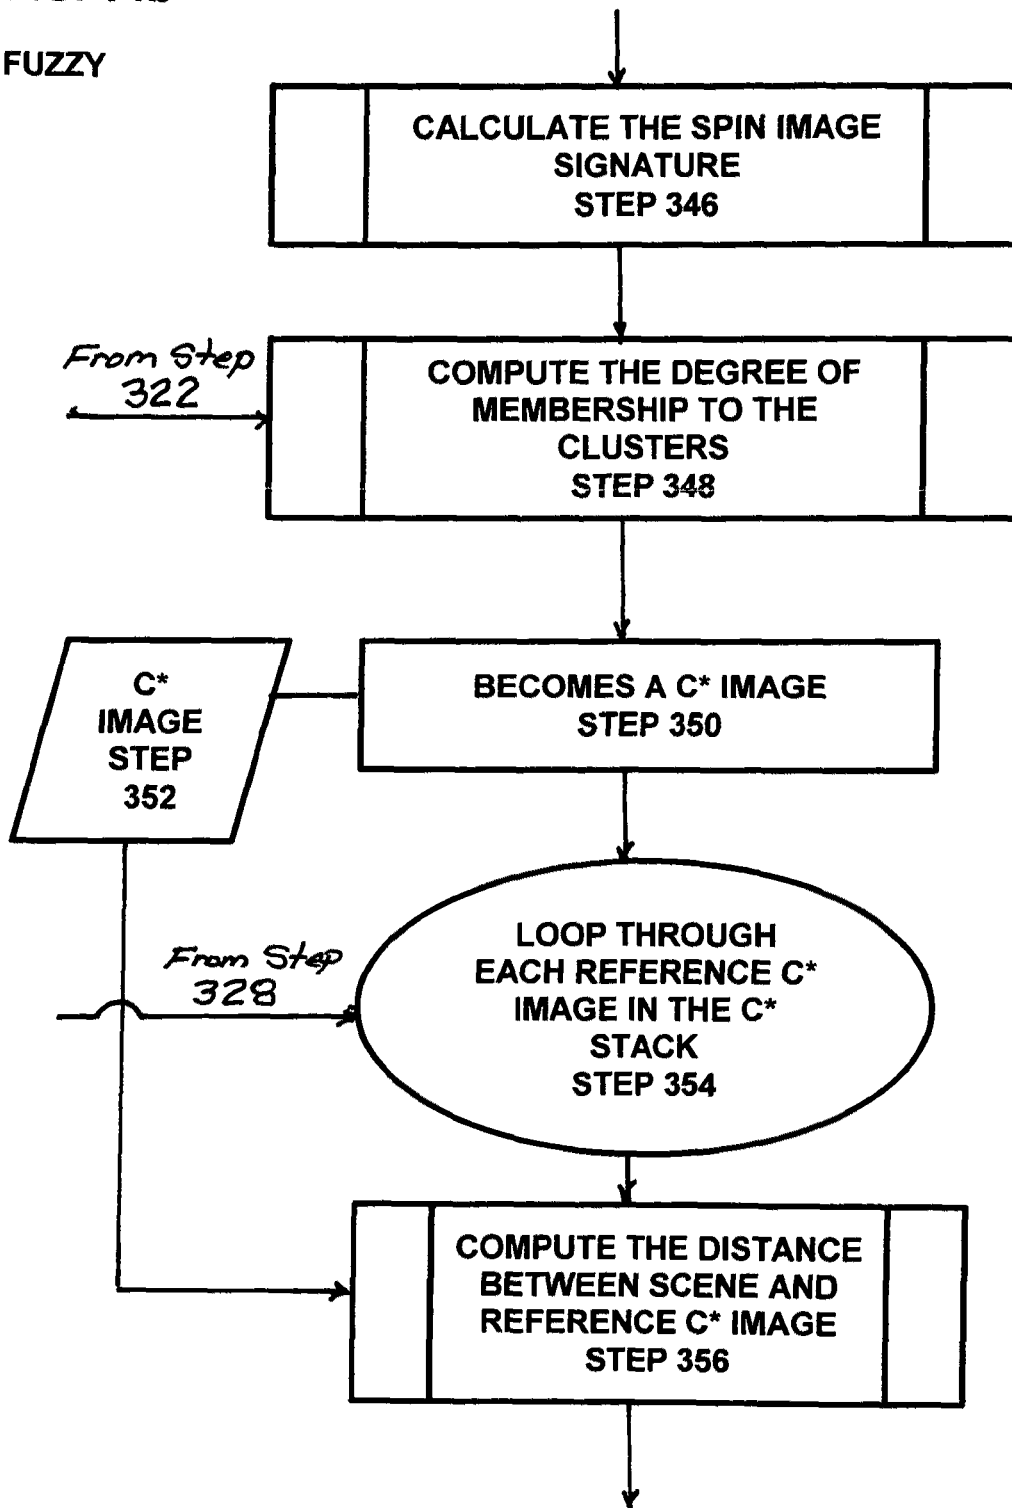 FUZZY
CALCULATE THE SPIN IMAGE
SIGNATURE
STEP 346
From Step
322
COMPUTE THE DEGREE OF
MEMBERSHIP TO THE
CLUSTERS
STEP 348
C*
IMAGE
STEP
352
BECOMES A C* IMAGE
STEP 350
From Step
328
LOOP THROUGH
EACH REFERENCE C*
IMAGE IN THE C*
STACK
STEP 354
COMPUTE THE DISTANCE
BETWEEN SCENE AND
REFERENCE C* IMAGE
STEP 356